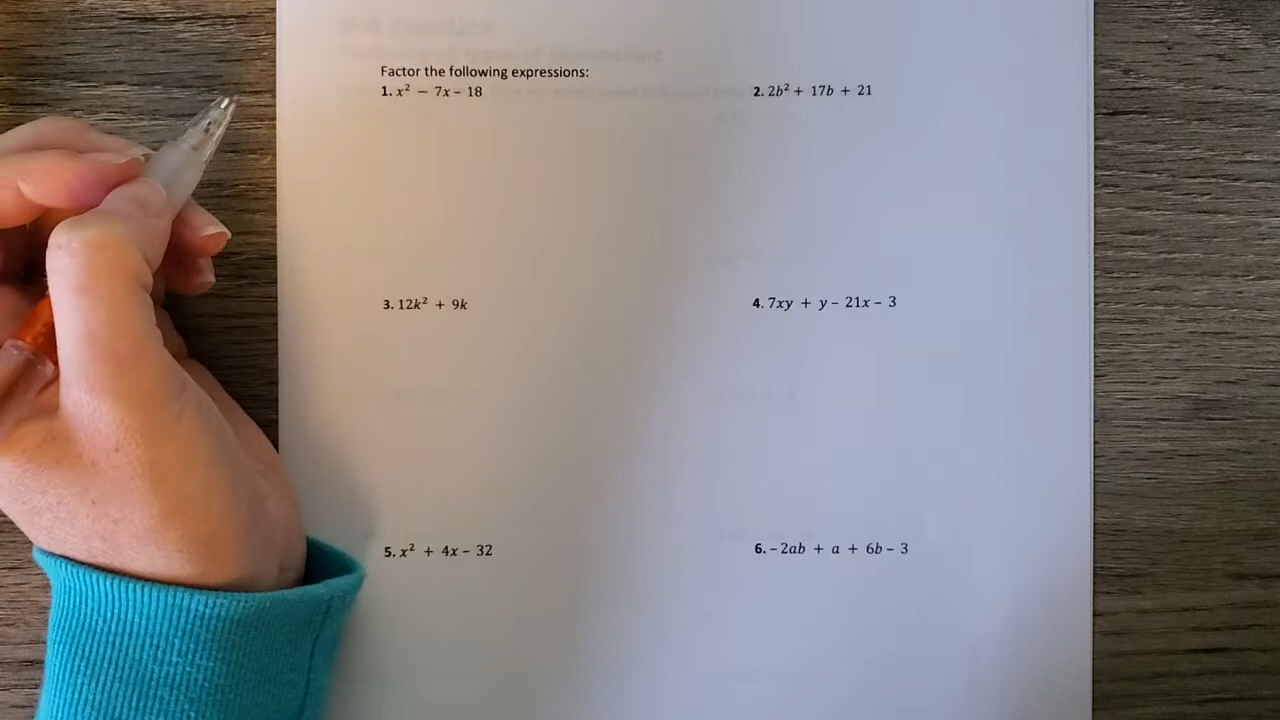 Factor the following expressions:
1. x² − 7x − 18
2. 2b² + 17b + 21
3. 12k² + 9k
4. 7xy + y − 21x − 3
5. x² + 4x − 32
6. − 2ab + a + 6b − 3